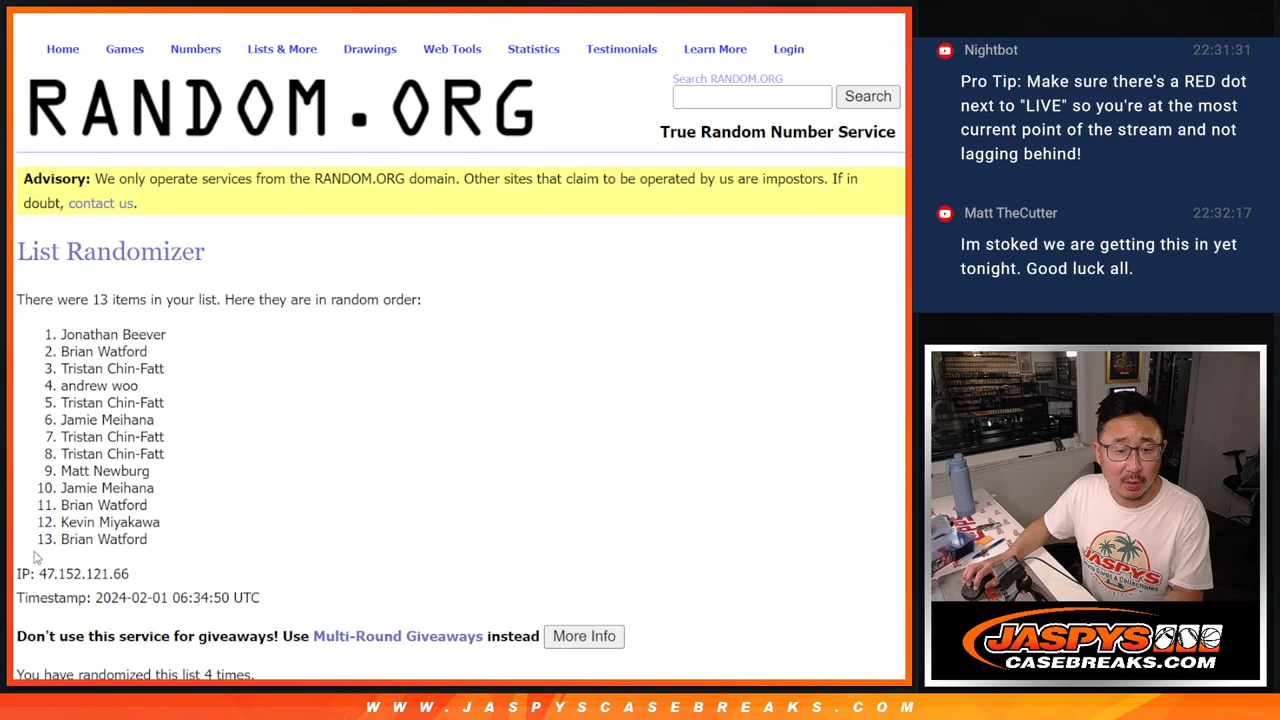 Home Games Numbers Lists & More Drawings Web Tools Statistics Testimonials Learn More Login
RANDOM.ORG
Search RANDOM.ORG
Search
True Random Number Service
Advisory: We only operate services from the RANDOM.ORG domain. Other sites that claim to be operated by us are impostors. If in
doubt, contact us.
List Randomizer
There were 13 items in your list. Here they are in random order:
1. Jonathan Beever
2. Brian Watford
3. Tristan Chin-Fatt
4. andrew woo
5. Tristan Chin-Fatt
6. Jamie Meihana
7. Tristan Chin-Fatt
8. Tristan Chin-Fatt
9. Matt Newburg
10. Jamie Meihana
11. Brian Watford
12. Kevin Miyakawa
13. Brian Watford
IP: 47.152.121.66
Timestamp: 2024-02-01 06:34:50 UTC
Don't use this service for giveaways! Use Multi-Round Giveaways instead More Info
You have randomized this list 4 times.
Nightbot 22:31:31
Pro Tip: Make sure there's a RED dot
next to "LIVE" so you're at the most
current point of the stream and not
lagging behind!
Matt TheCutter 22:32:17
Im stoked we are getting this in yet
tonight. Good luck all.
JASPYS
JASPYS
CASEBREAKS.COM
WWW.JASPYSCASEBREAKS.COM